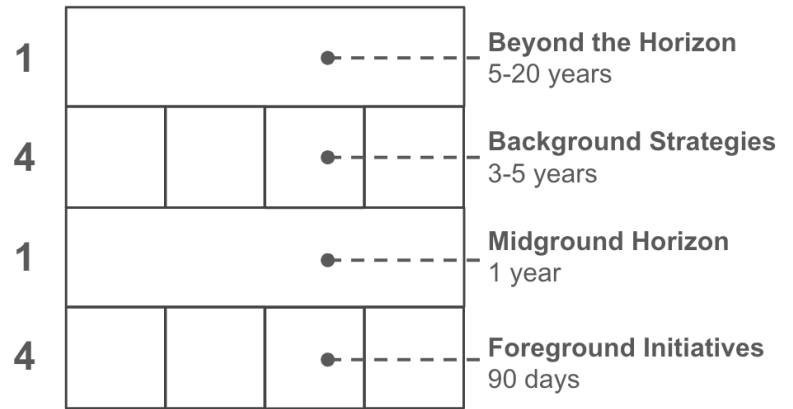 1
Beyond the Horizon
5-20 years
4
Background Strategies
3-5 years
1
Midground Horizon
1 year
4
Foreground Initiatives
90 days